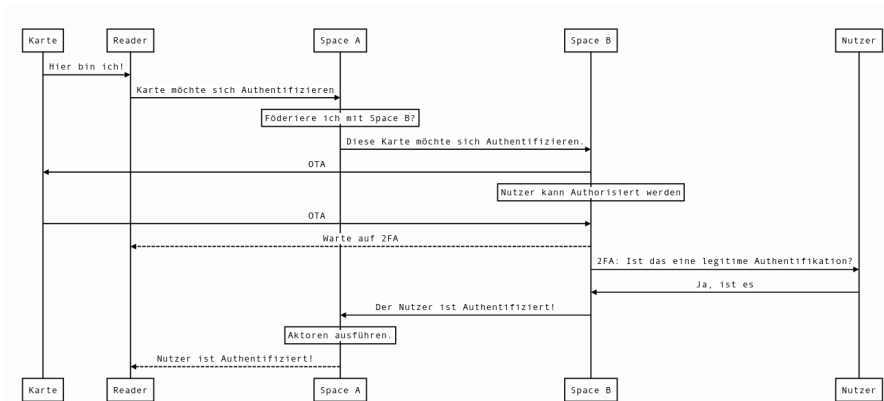 Karte
Reader
Space A
Space B
Nutzer
Hier bin ich!
Karte möchte sich Authentifizieren
Föderiere ich mit Space B?
Diese Karte möchte sich Authentifizieren.
OTA
Nutzer kann Authorisiert werden
OTA
Warte auf 2FA
2FA: Ist das eine legitime Authentifikation?
Ja, ist es
Der Nutzer ist Authentifiziert!
Aktoren ausführen.
Nutzer ist Authentifiziert!
Karte
Reader
Space A
Space B
Nutzer